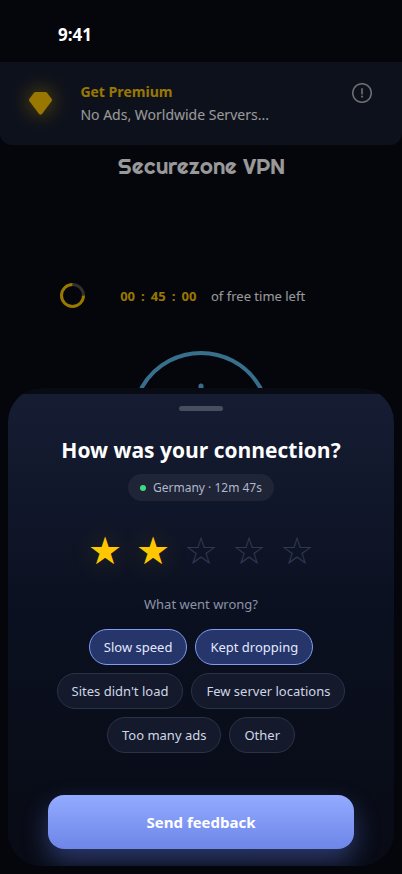 9:41
Get Premium
No Ads, Worldwide Servers...
Securezone VPN
00 : 45 : 00 of free time left
How was your connection?
Germany · 12m 47s
What went wrong?
Slow speed
Kept dropping
Sites didn't load
Few server locations
Too many ads
Other
Send feedback